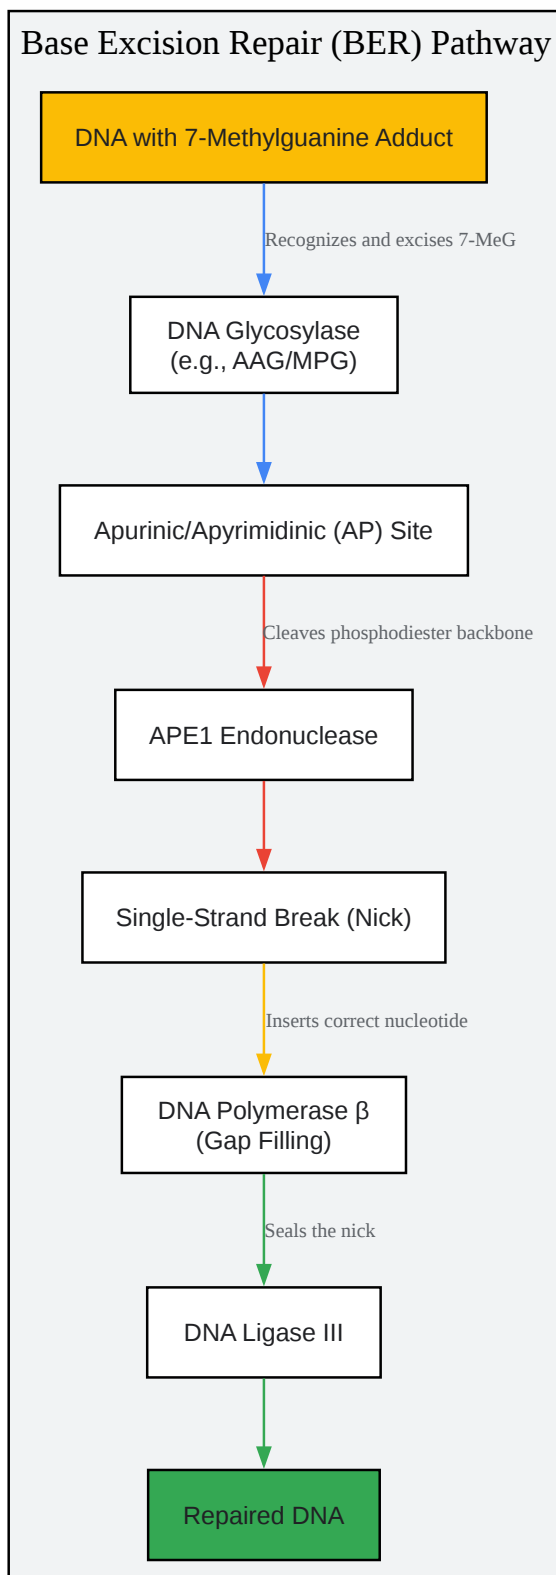 Base Excision Repair (BER) Pathway
DNA with 7-Methylguanine Adduct
Recognizes and excises 7-MeG
DNA Glycosylase
(e.g., AAG/MPG)
Apurinic/Apyrimidinic (AP) Site
Cleaves phosphodiester backbone
APE1 Endonuclease
Single-Strand Break (Nick)
Inserts correct nucleotide
DNA Polymerase β
(Gap Filling)
Seals the nick
DNA Ligase III
Repaired DNA